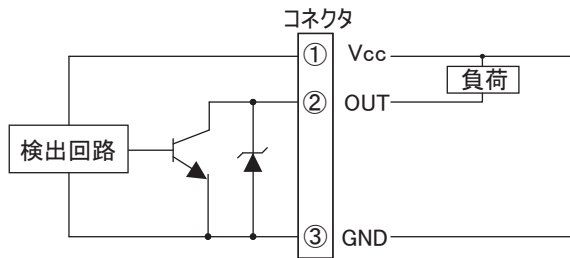 コネクタ
① Vcc
負荷
② OUT
検出回路
③ GND